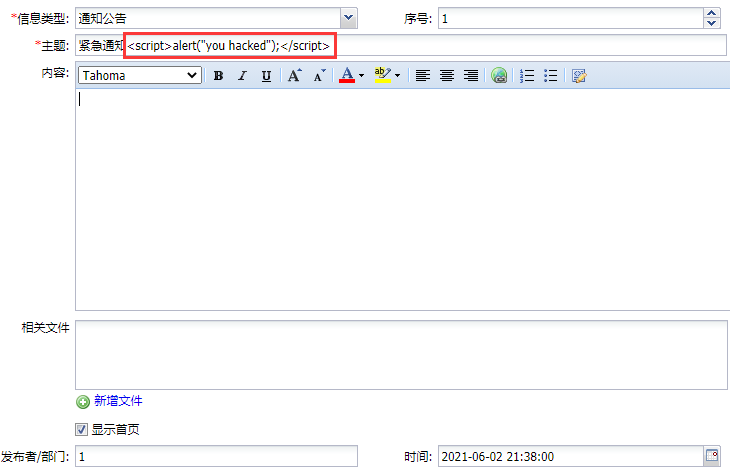 *信息类型: 通知公告 序号: 1
*主题: 紧急通知<script>alert("you hacked");</script>
内容: Tahoma B I U A A A ab
相关文件
新增文件
显示首页
发布者/部门: 1 时间: 2021-06-02 21:38:00